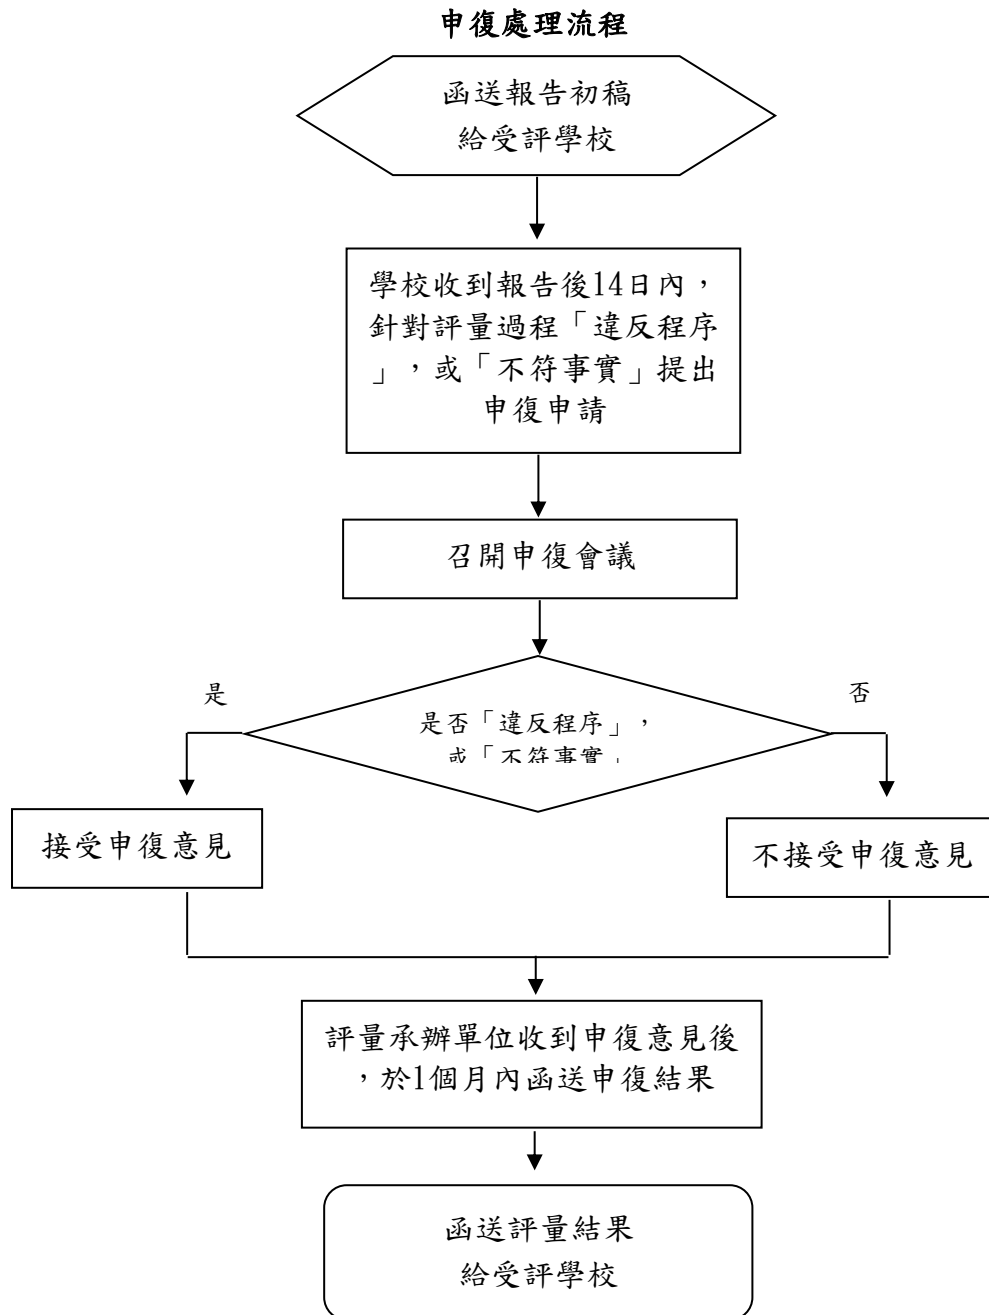 申復處理流程
函送報告初稿
給受評學校
學校收到報告後14日內，
針對評量過程「違反程序
」，或「不符事實」提出
申復申請
召開申復會議
是
否
是否「違反程序」，
或「不符事實」
接受申復意見
不接受申復意見
評量承辦單位收到申復意見後
，於1個月內函送申復結果
函送評量結果
給受評學校